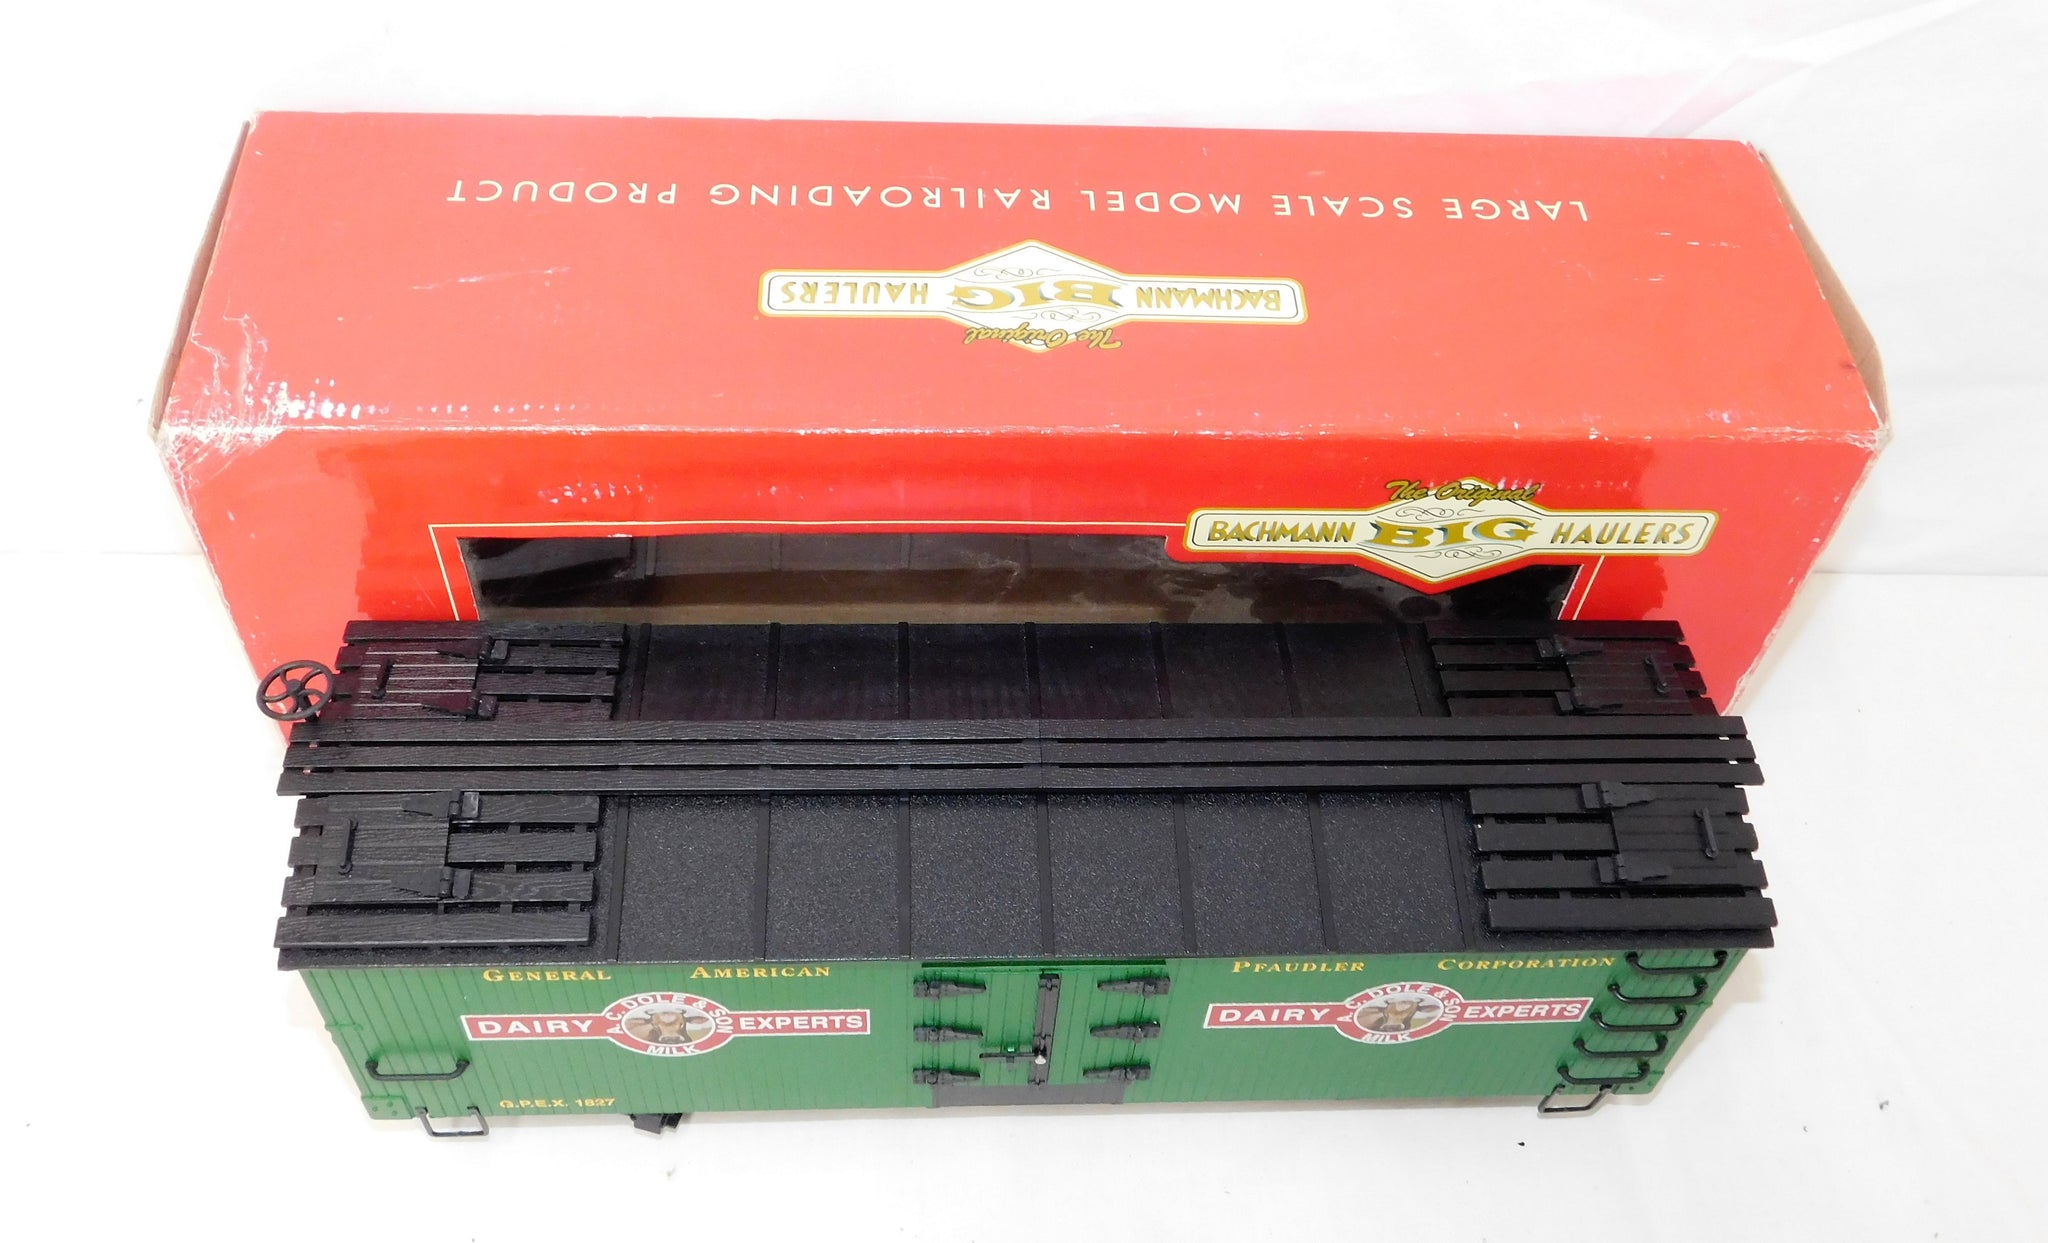 LARGE SCALE MODEL RAILROADING PRODUCT
The Original
BACHMANN BIG HAULERS
The Original
BACHMANN BIG HAULERS
GENERAL AMERICAN PFAUDLER CORPORATION
A.C. DOLE & SON
DAIRY EXPERTS
MILK
A.C. DOLE & SON
DAIRY EXPERTS
MILK
G.P.E.X. 1827